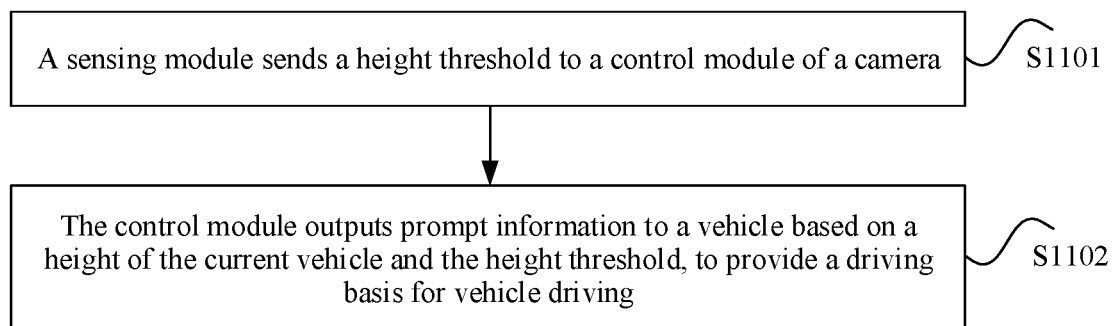 A sensing module sends a height threshold to a control module of a camera
S1101
The control module outputs prompt information to a vehicle based on a
height of the current vehicle and the height threshold, to provide a driving
basis for vehicle driving
S1102